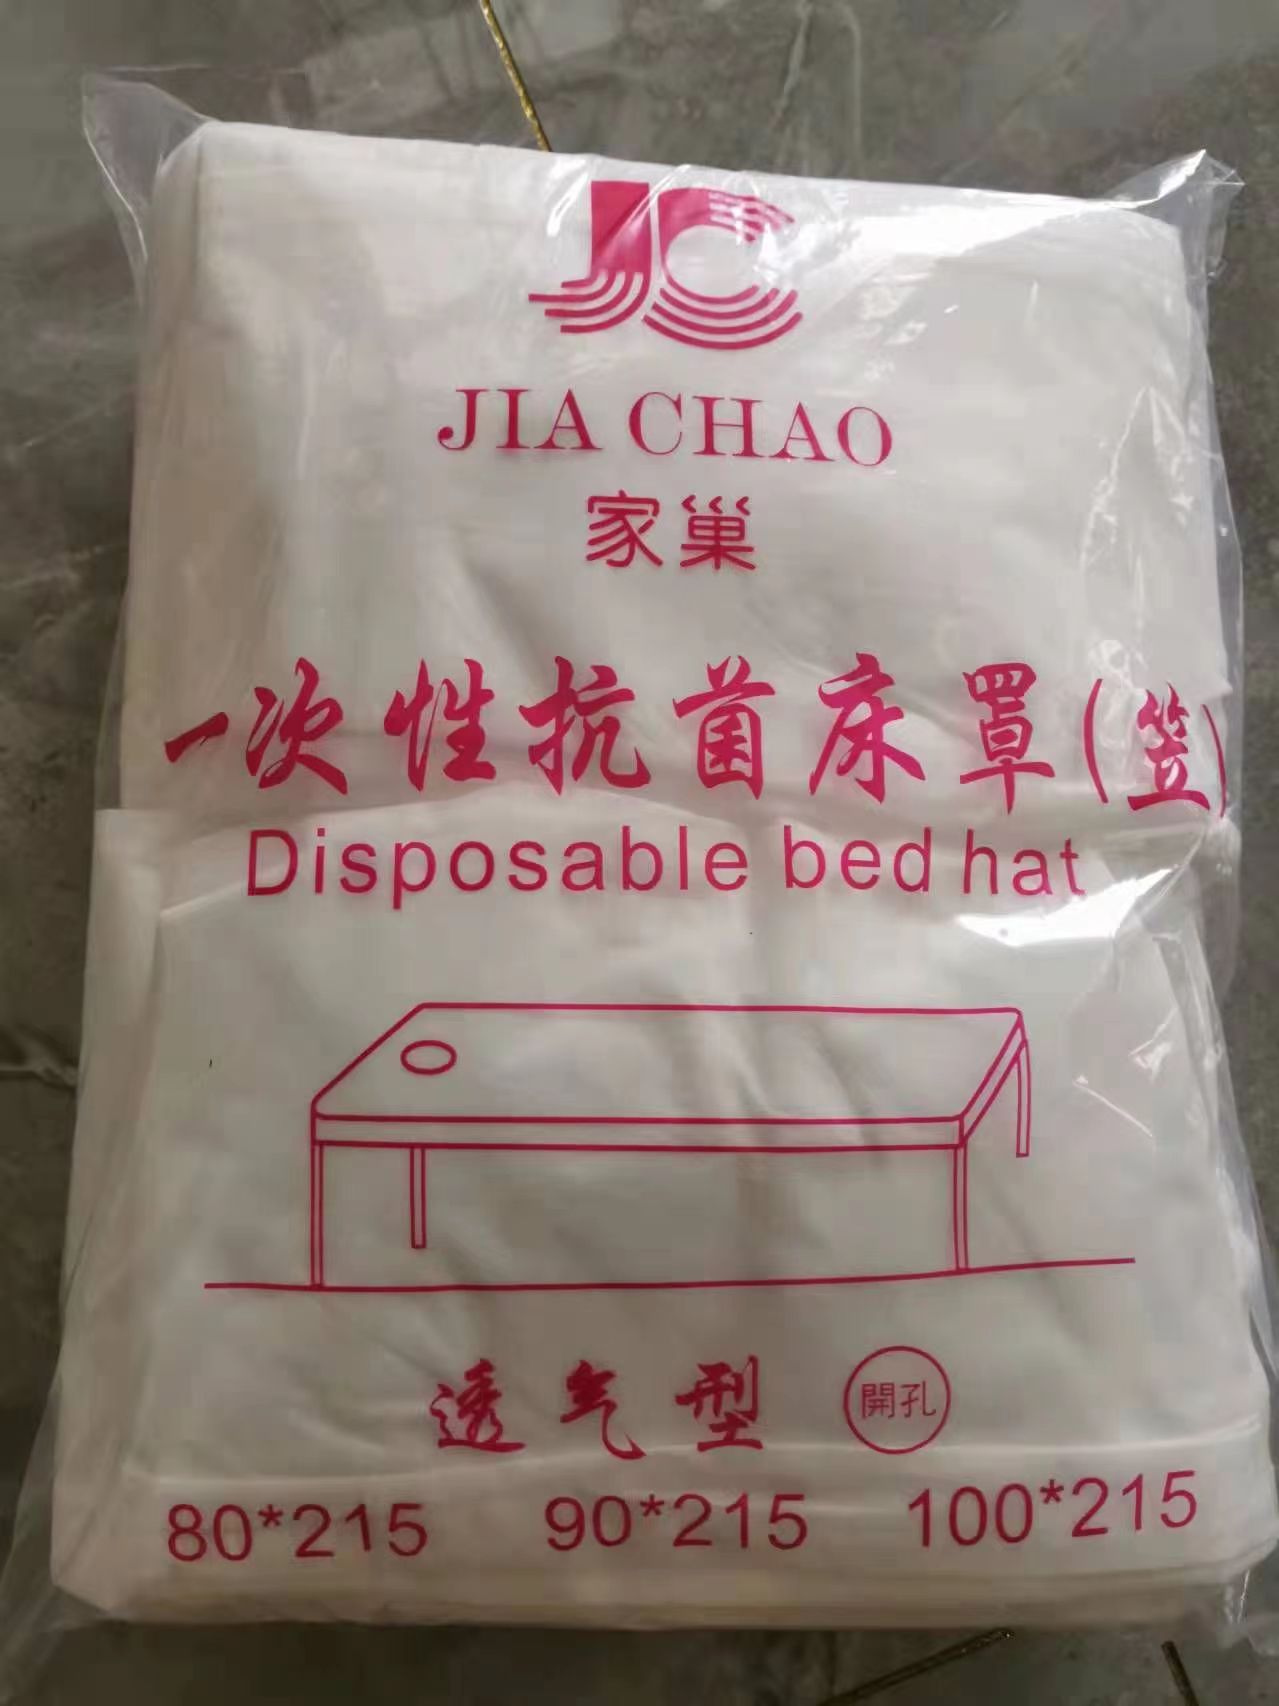 JC
JIA CHAO
家巢
一次性抗菌床罩(笠)
Disposable bed hat
透气型 開孔
80*215 90*215 100*215